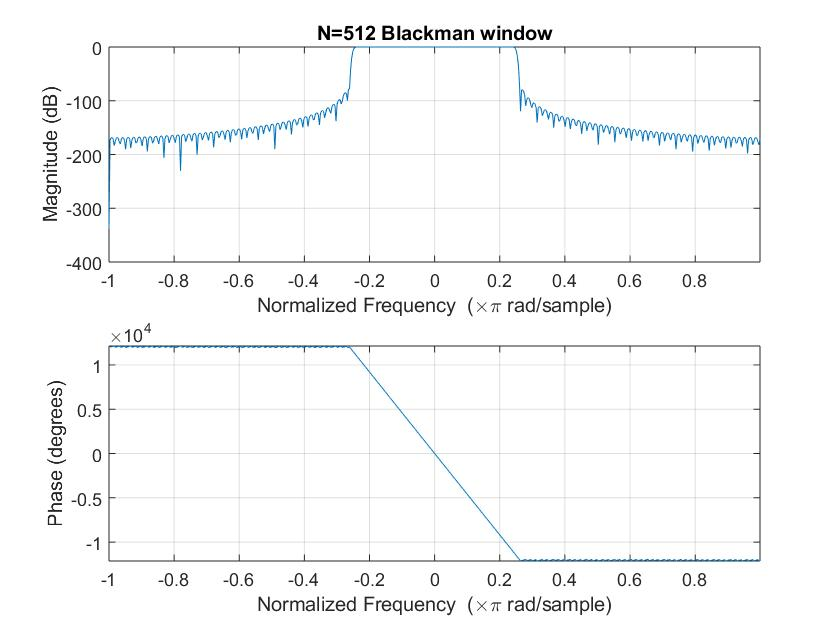 N=512 Blackman window
Magnitude (dB)
0
-100
-200
-300
-400
-1 -0.8 -0.6 -0.4 -0.2 0 0.2 0.4 0.6 0.8
Normalized Frequency (×π rad/sample)
×10^4
Phase (degrees)
1
0.5
0
-0.5
-1
-1 -0.8 -0.6 -0.4 -0.2 0 0.2 0.4 0.6 0.8
Normalized Frequency (×π rad/sample)